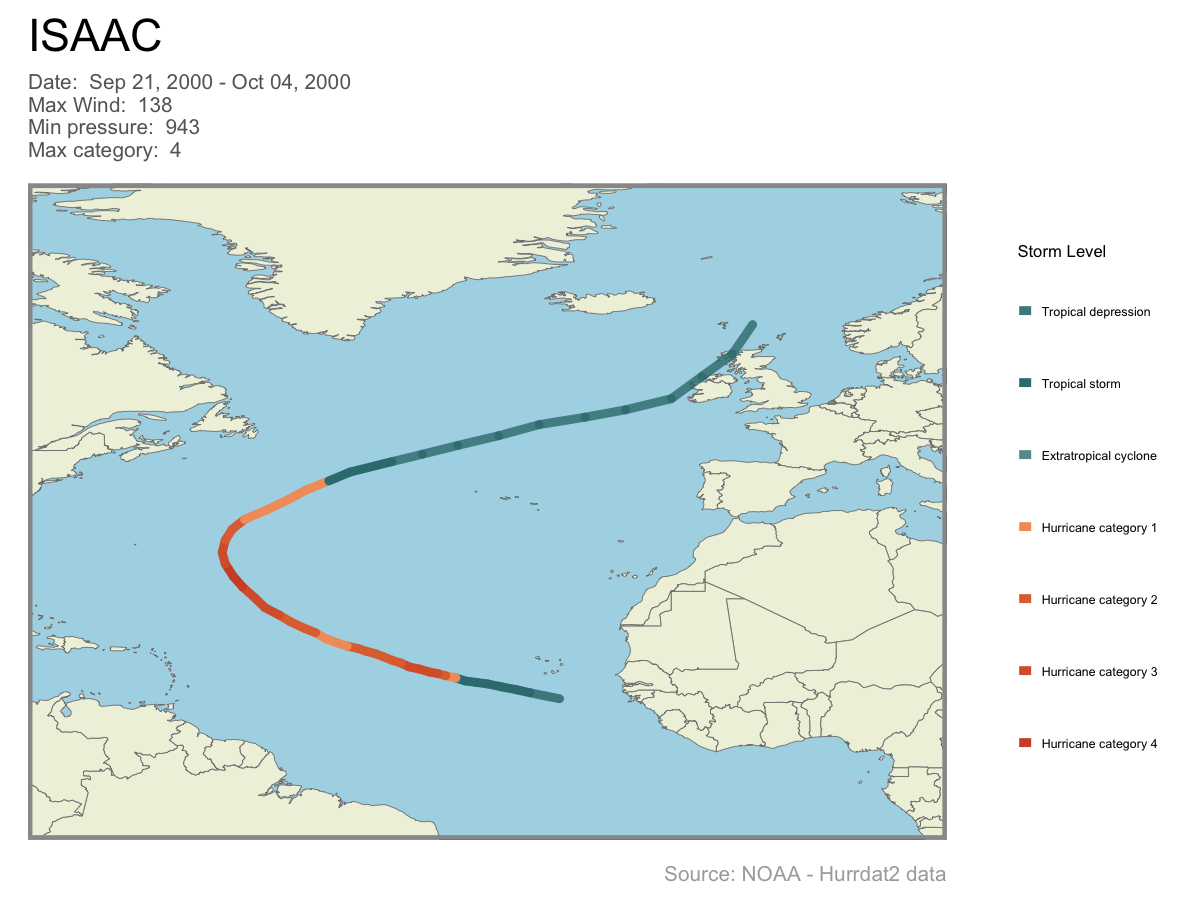 ISAAC
Date:  Sep 21, 2000 - Oct 04, 2000
Max Wind:  138
Min pressure:  943
Max category:  4
Storm Level
Tropical depression
Tropical storm
Extratropical cyclone
Hurricane category 1
Hurricane category 2
Hurricane category 3
Hurricane category 4
Source: NOAA - Hurrdat2 data